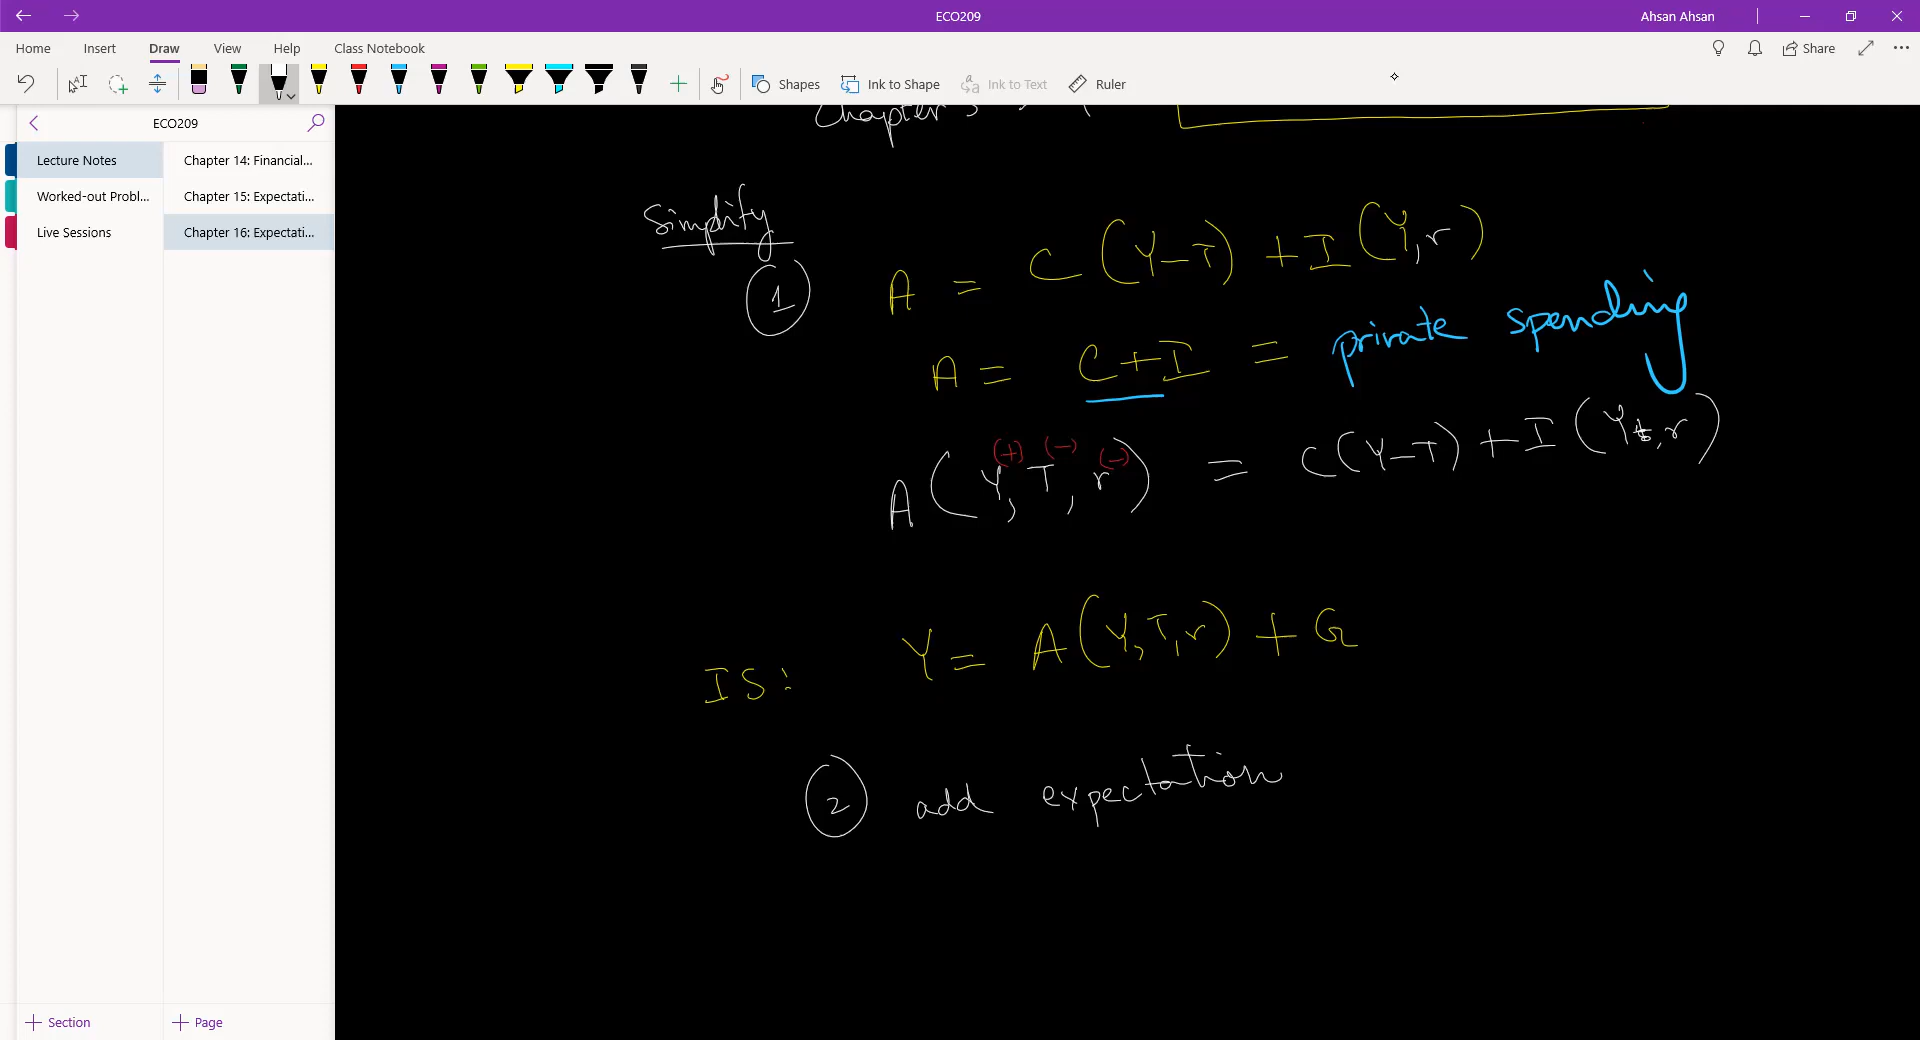 ECO209
Ahsan Ahsan
Home Insert Draw View Help Class Notebook
Share
Shapes Ink to Shape Ink to Text Ruler
ECO209
Lecture Notes
Worked-out Probl...
Live Sessions
Chapter 14: Financial...
Chapter 15: Expectati...
Chapter 16: Expectati...
Chapter
Simplify
1 A = C (Y-T) + I (Y, r)
A = C+I = private spending
(+) (-) (-)
A (Y, T, r) = C(Y-T) + I (Y, r)
IS: Y = A (Y, T, r) + G
2 add expectation
+ Section
+ Page